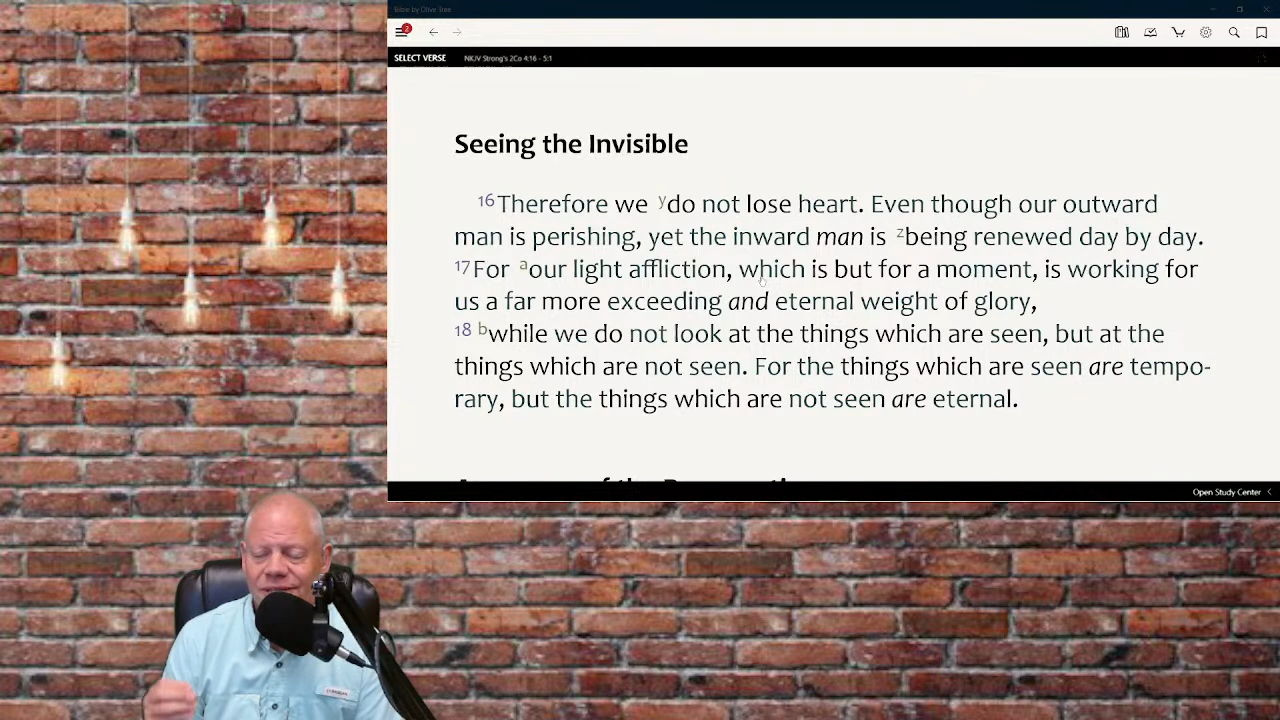 Bible by Olive Tree
2
SELECT VERSE NKJV Strong's 2Co 4:16 - 5:1
Seeing the Invisible
16 Therefore we y do not lose heart. Even though our outward
man is perishing, yet the inward man is z being renewed day by day.
17 For a our light affliction, which is but for a moment, is working for
us a far more exceeding and eternal weight of glory,
18 b while we do not look at the things which are seen, but at the
things which are not seen. For the things which are seen are tempo-
rary, but the things which are not seen are eternal.
Open Study Center